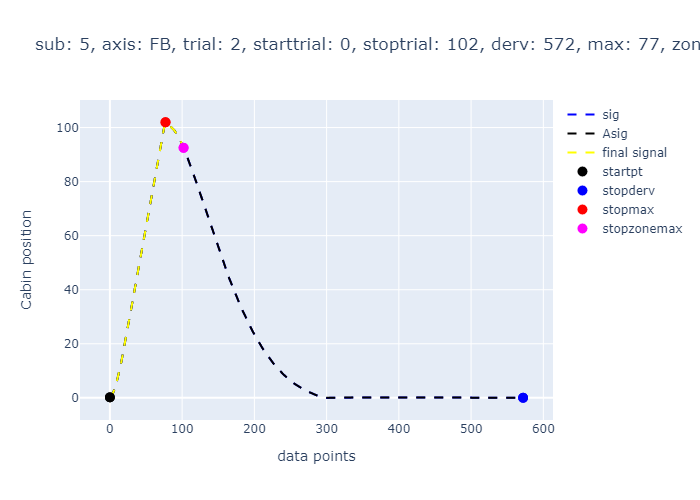 sub: 5, axis: FB, trial: 2, starttrial: 0, stoptrial: 102, derv: 572, max: 77, zon
sig
Asig
final signal
startpt
stopderv
stopmax
stopzonemax
Cabin position
100
80
60
40
20
0
0 100 200 300 400 500 600
data points